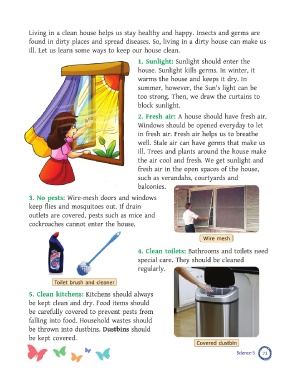 Living in a clean house helps us stay healthy and happy. Insects and germs are
found in dirty places and spread diseases. So, living in a dirty house can make us
ill. Let us learn some ways to keep our house clean.
1. Sunlight: Sunlight should enter the
house. Sunlight kills germs. In winter, it
warms the house and keeps it dry. In
summer, however, the Sun's light can be
too strong. Then, we draw the curtains to
block sunlight.
2. Fresh air: A house should have fresh air.
Windows should be opened everyday to let
in fresh air. Fresh air helps us to breathe
well. Stale air can have germs that make us
ill. Trees and plants around the house make
the air cool and fresh. We get sunlight and
fresh air in the open spaces of the house,
such as verandahs, courtyards and
balconies.
3. No pests: Wire-mesh doors and windows
keep flies and mosquitoes out. If drain
outlets are covered, pests such as mice and
cockroaches cannot enter the house.
Wire mesh
4. Clean toilets: Bathrooms and toilets need
special care. They should be cleaned
regularly.
Toilet brush and cleaner
5. Clean kitchens: Kitchens should always
be kept clean and dry. Food items should
be carefully covered to prevent pests from
falling into food. Household wastes should
be thrown into dustbins. Dustbins should
be kept covered.
Covered dustbin
Science-3
73